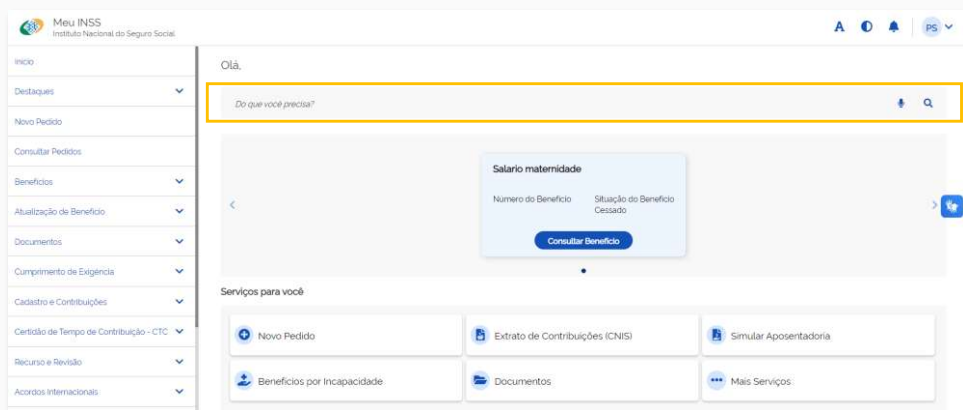 Meu INSS
Instituto Nacional do Seguro Social
A
PS
Início
Destaques
Novo Pedido
Consultar Pedidos
Benefícios
Atualização de Benefício
Documentos
Cumprimento de Exigência
Cadastro e Contribuições
Certidão de Tempo de Contribuição - CTC
Recurso e Revisão
Acordos Internacionais
Olá,
Do que você precisa?
Salario maternidade
Numero do Benefício
Situação do Benefício
Cessado
Consultar Benefício
Serviços para você
Novo Pedido
Extrato de Contribuições (CNIS)
Simular Aposentadoria
Benefícios por Incapacidade
Documentos
Mais Serviços